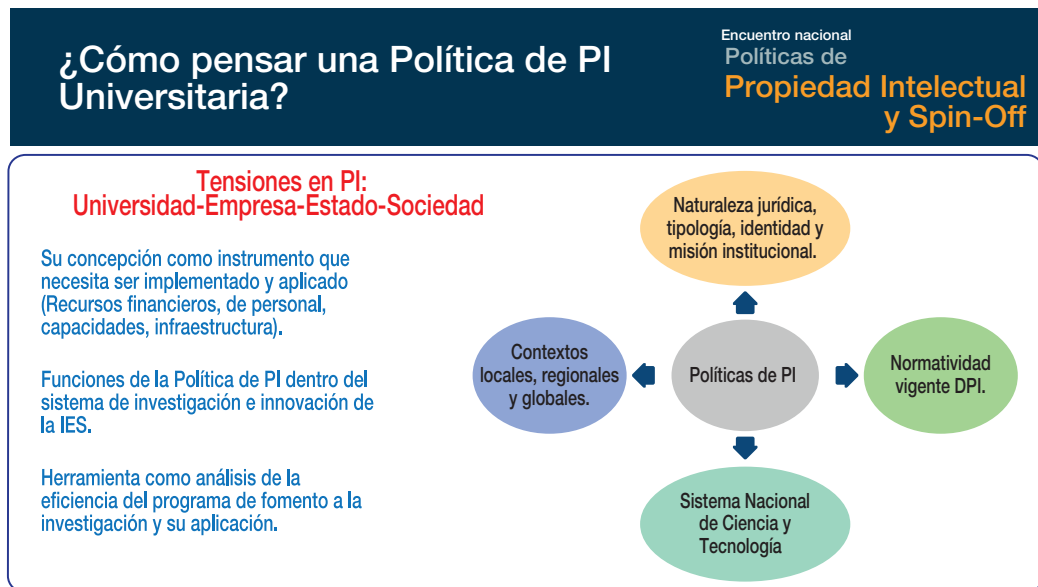 ¿Cómo pensar una Política de PI
Universitaria?
Encuentro nacional
Políticas de
Propiedad Intelectual
y Spin-Off
Tensiones en PI:
Universidad-Empresa-Estado-Sociedad
Su concepción como instrumento que
necesita ser implementado y aplicado
(Recursos financieros, de personal,
capacidades, infraestructura).
Funciones de la Política de PI dentro del
sistema de investigación e innovación de
la IES.
Herramienta como análisis de la
eficiencia del programa de fomento a la
investigación y su aplicación.
Naturaleza jurídica,
tipología, identidad y
misión institucional.
Contextos
locales, regionales
y globales.
Políticas de PI
Normatividad
vigente DPI.
Sistema Nacional
de Ciencia y
Tecnología